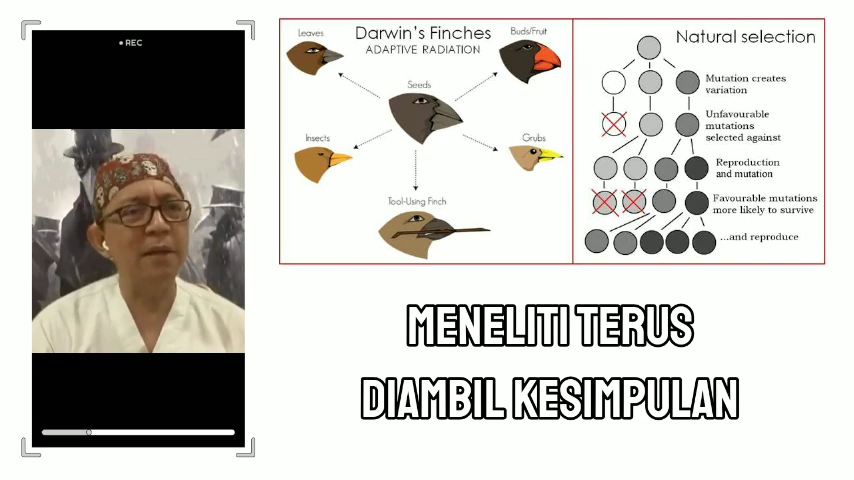 REC
Darwin's Finches
ADAPTIVE RADIATION
Leaves
Buds/Fruit
Seeds
Insects
Grubs
Tool-Using Finch
Natural selection
Mutation creates
variation
Unfavourable
mutations
selected against
Reproduction
and mutation
Favourable mutations
more likely to survive
...and reproduce
MENELITI TERUS
DIAMBIL KESIMPULAN